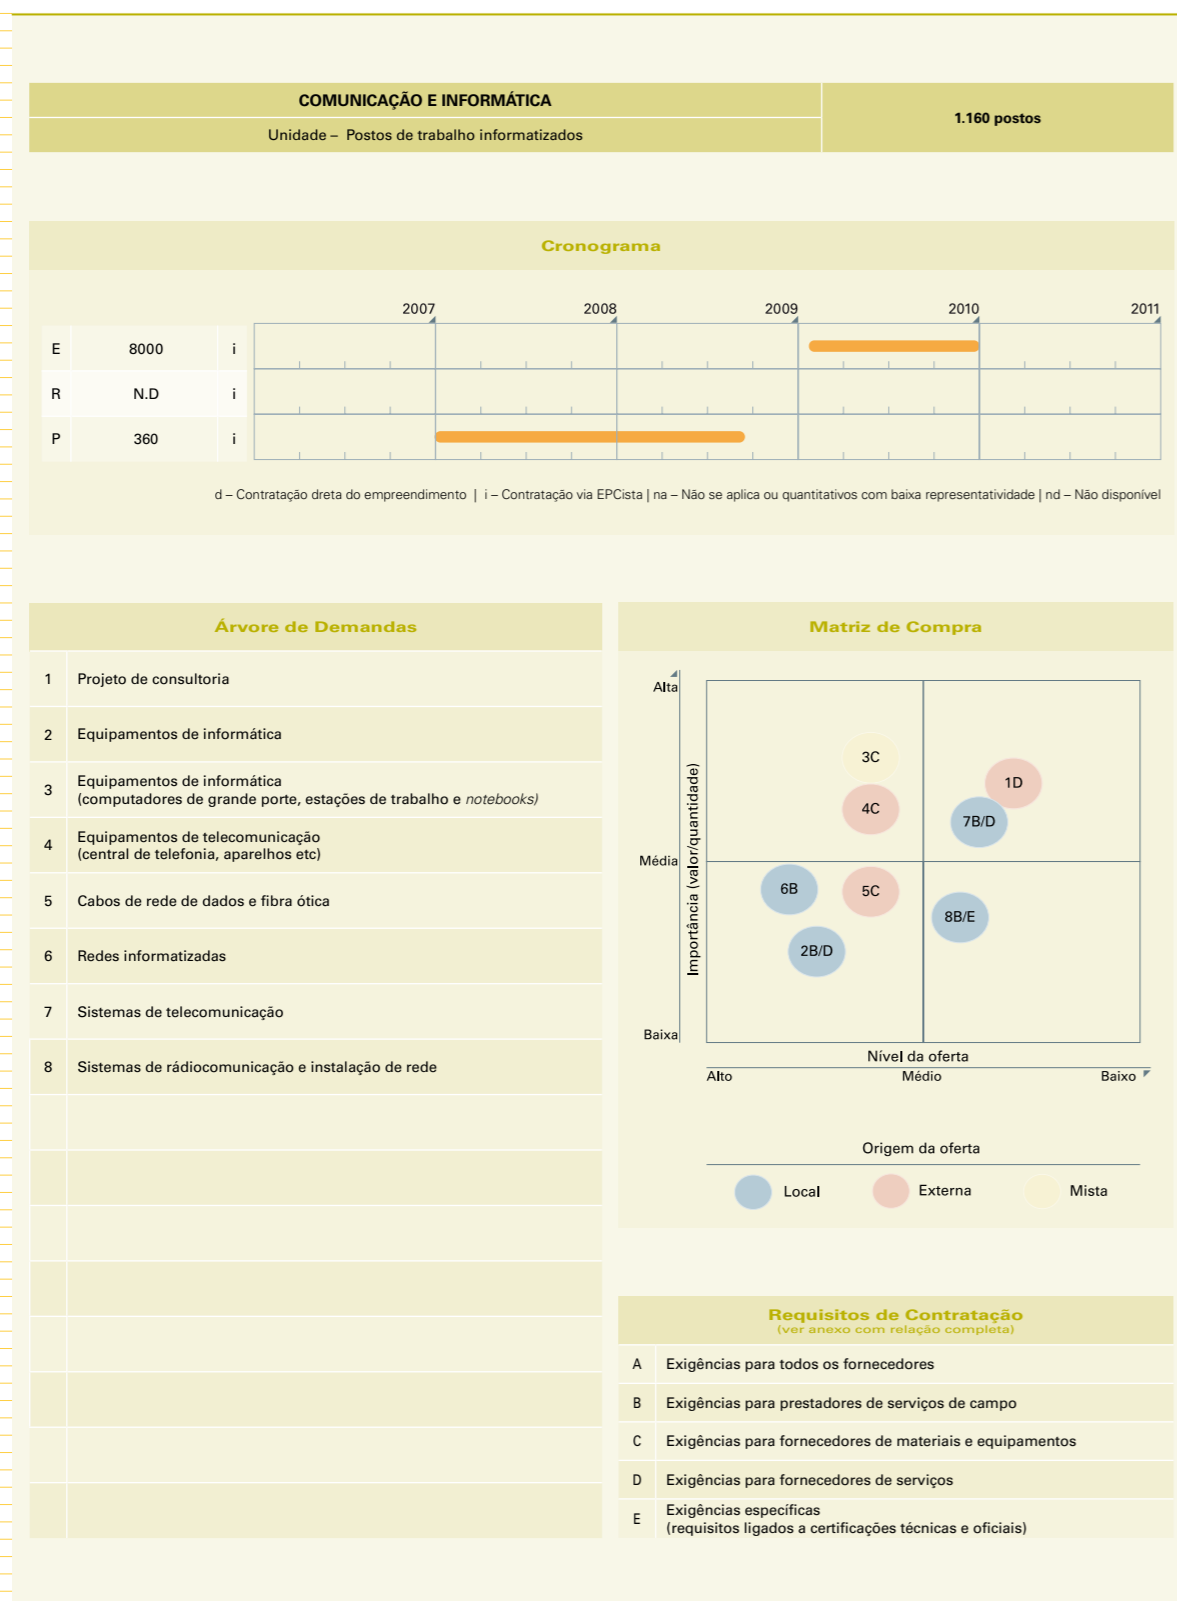 COMUNICAÇÃO E INFORMÁTICA
Unidade – Postos de trabalho informatizados
1.160 postos
Cronograma
2007 2008 2009 2010 2011
E 8000 i
R N.D i
P 360 i
d – Contratação dreta do empreendimento | i – Contratação via EPCista | na – Não se aplica ou quantitativos com baixa representatividade | nd – Não disponível
Árvore de Demandas
1 Projeto de consultoria
2 Equipamentos de informática
3 Equipamentos de informática
(computadores de grande porte, estações de trabalho e notebooks)
4 Equipamentos de telecomunicação
(central de telefonia, aparelhos etc)
5 Cabos de rede de dados e fibra ótica
6 Redes informatizadas
7 Sistemas de telecomunicação
8 Sistemas de rádiocomunicação e instalação de rede
Matriz de Compra
Alta
Média
Baixa
Importância (valor/quantidade)
3C
1D
4C
7B/D
6B
5C
8B/E
2B/D
Nível da oferta
Alto Médio Baixo
Origem da oferta
Local Externa Mista
Requisitos de Contratação
(ver anexo com relação completa)
A Exigências para todos os fornecedores
B Exigências para prestadores de serviços de campo
C Exigências para fornecedores de materiais e equipamentos
D Exigências para fornecedores de serviços
E Exigências específicas
(requisitos ligados a certificações técnicas e oficiais)